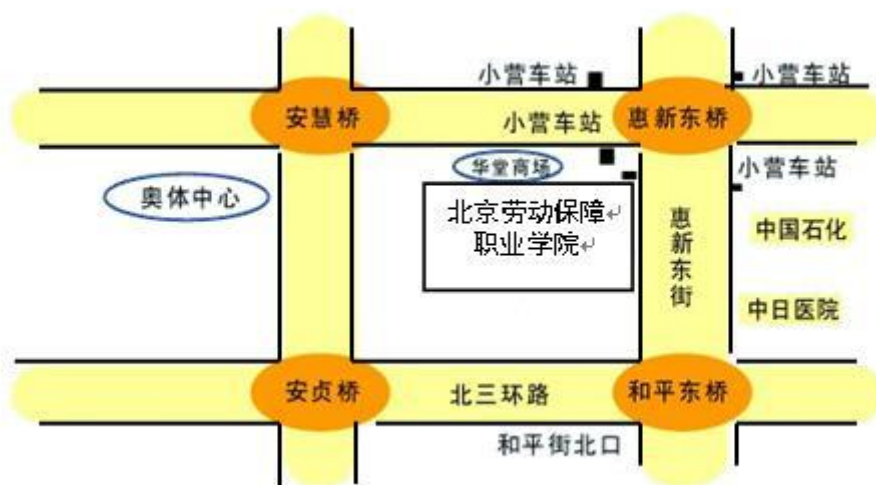 小营车站
小营车站
安慧桥
小营车站
惠新东桥
华堂商场
小营车站
奥体中心
北京劳动保障
职业学院
惠新东街
中国石化
中日医院
安贞桥
北三环路
和平东桥
和平街北口